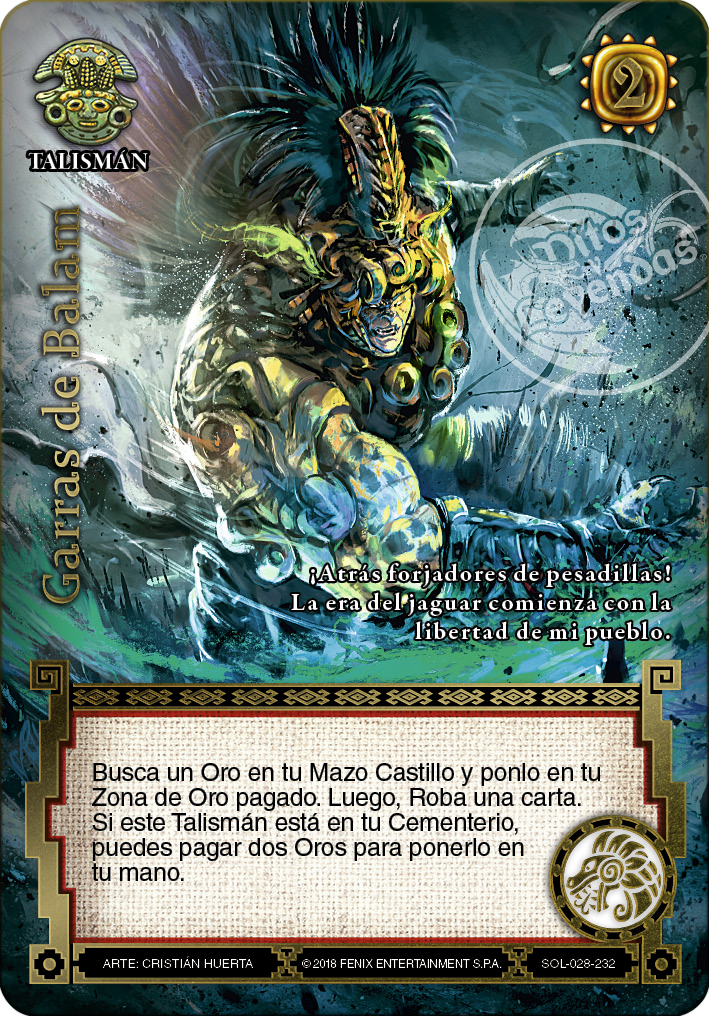 2
TALISMÁN
Mitos
y
Leyendas
Garras de Balam
¡Atrás forjadores de pesadillas!
La era del jaguar comienza con la
libertad de mi pueblo.
Busca un Oro en tu Mazo Castillo y ponlo en tu
Zona de Oro pagado. Luego, Roba una carta.
Si este Talismán está en tu Cementerio,
puedes pagar dos Oros para ponerlo en
tu mano.
ARTE: CRISTIÁN HUERTA
©2018 FENIX ENTERTAINMENT S.P.A.
SOL-028-232